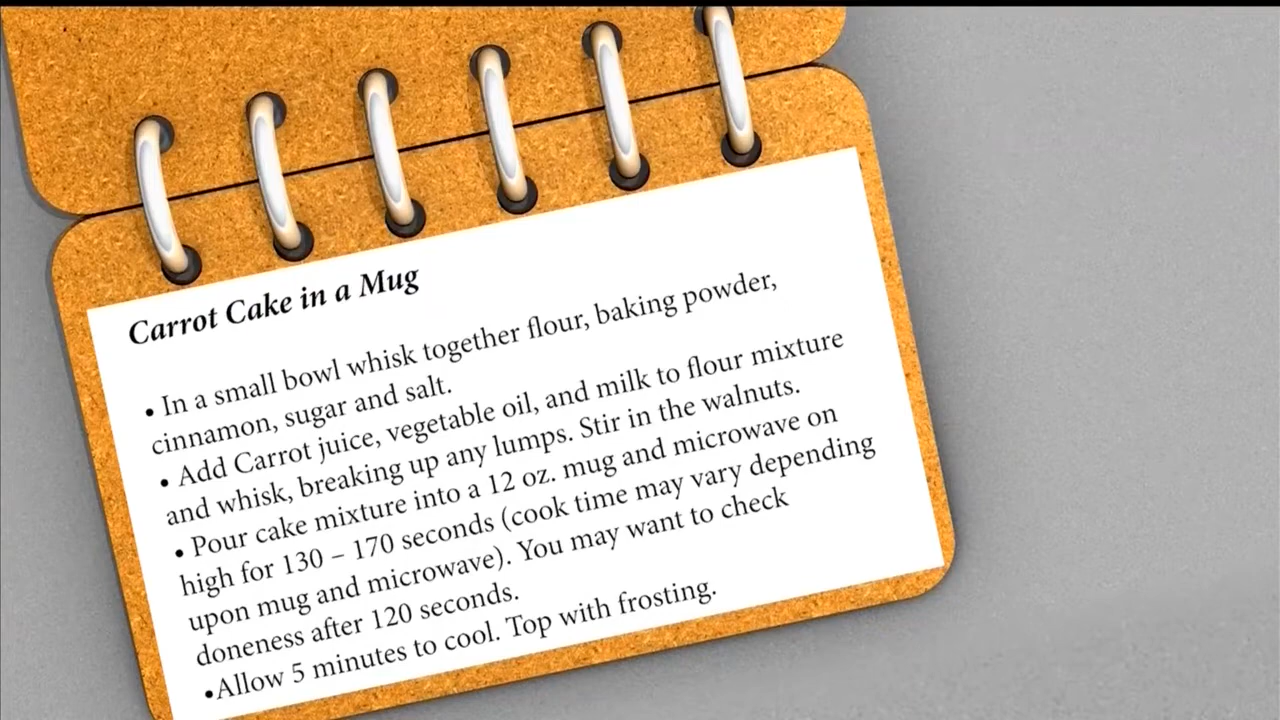 Carrot Cake in a Mug
• In a small bowl whisk together flour, baking powder,
cinnamon, sugar and salt.
• Add Carrot juice, vegetable oil, and milk to flour mixture
and whisk, breaking up any lumps. Stir in the walnuts.
• Pour cake mixture into a 12 oz. mug and microwave on
high for 130 – 170 seconds (cook time may vary depending
upon mug and microwave). You may want to check
doneness after 120 seconds.
•Allow 5 minutes to cool. Top with frosting.